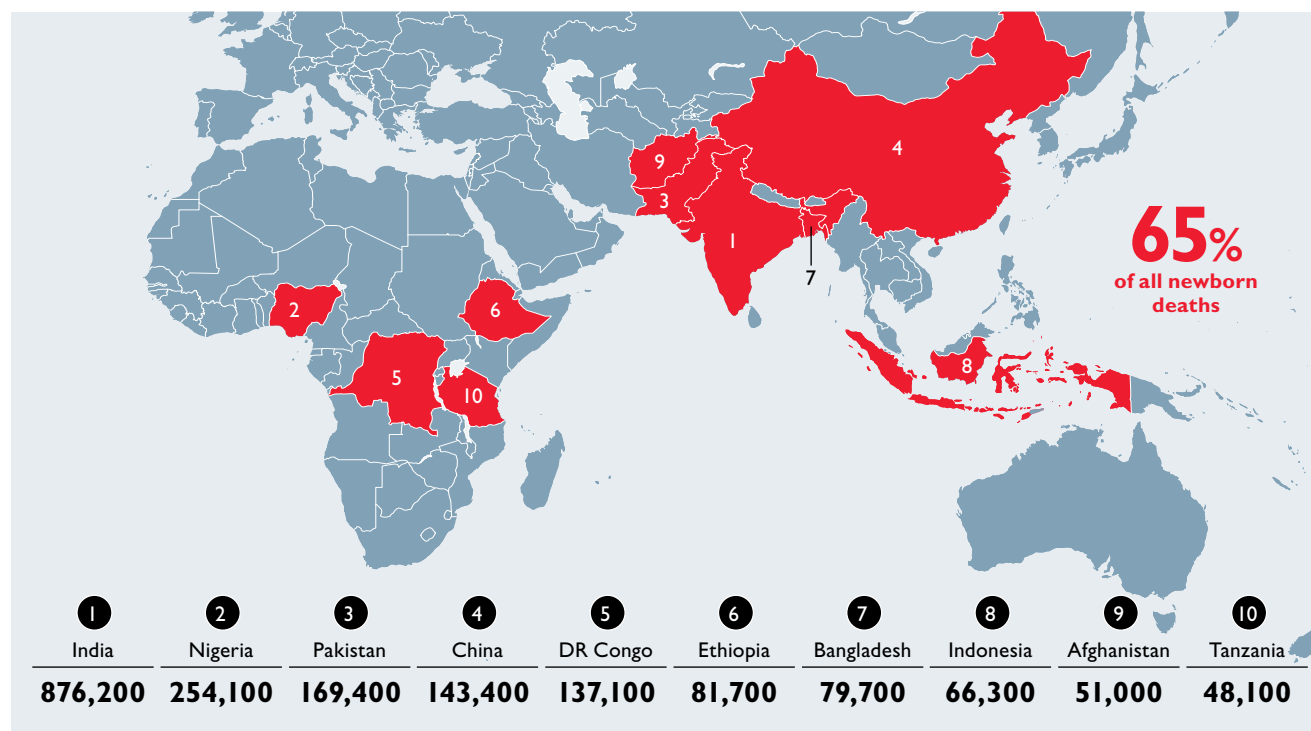 9
4
3
1
7
2
6
5
10
8
65%
of all newborn
deaths
1 2 3 4 5 6 7 8 9 10
India Nigeria Pakistan China DR Congo Ethiopia Bangladesh Indonesia Afghanistan Tanzania
876,200 254,100 169,400 143,400 137,100 81,700 79,700 66,300 51,000 48,100